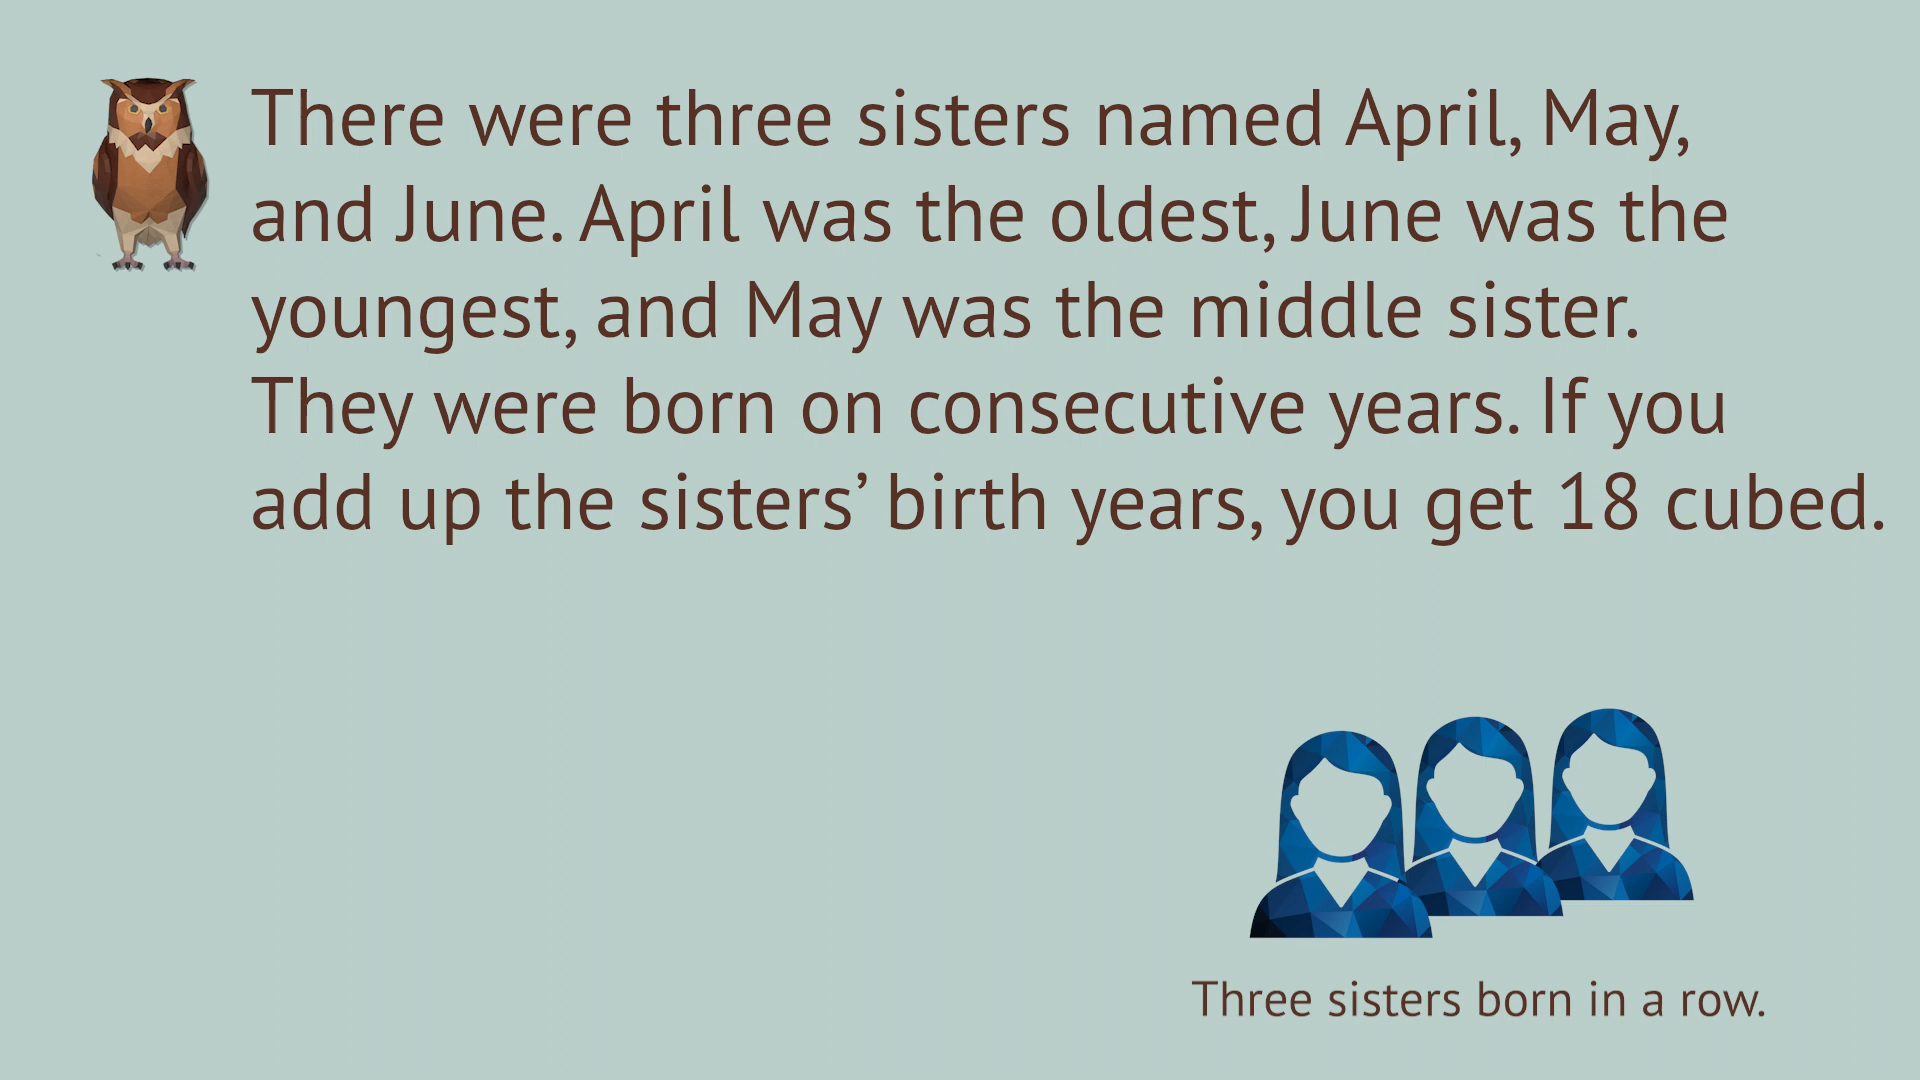 There were three sisters named April, May,
and June. April was the oldest, June was the
youngest, and May was the middle sister.
They were born on consecutive years. If you
add up the sisters’ birth years, you get 18 cubed.
Three sisters born in a row.